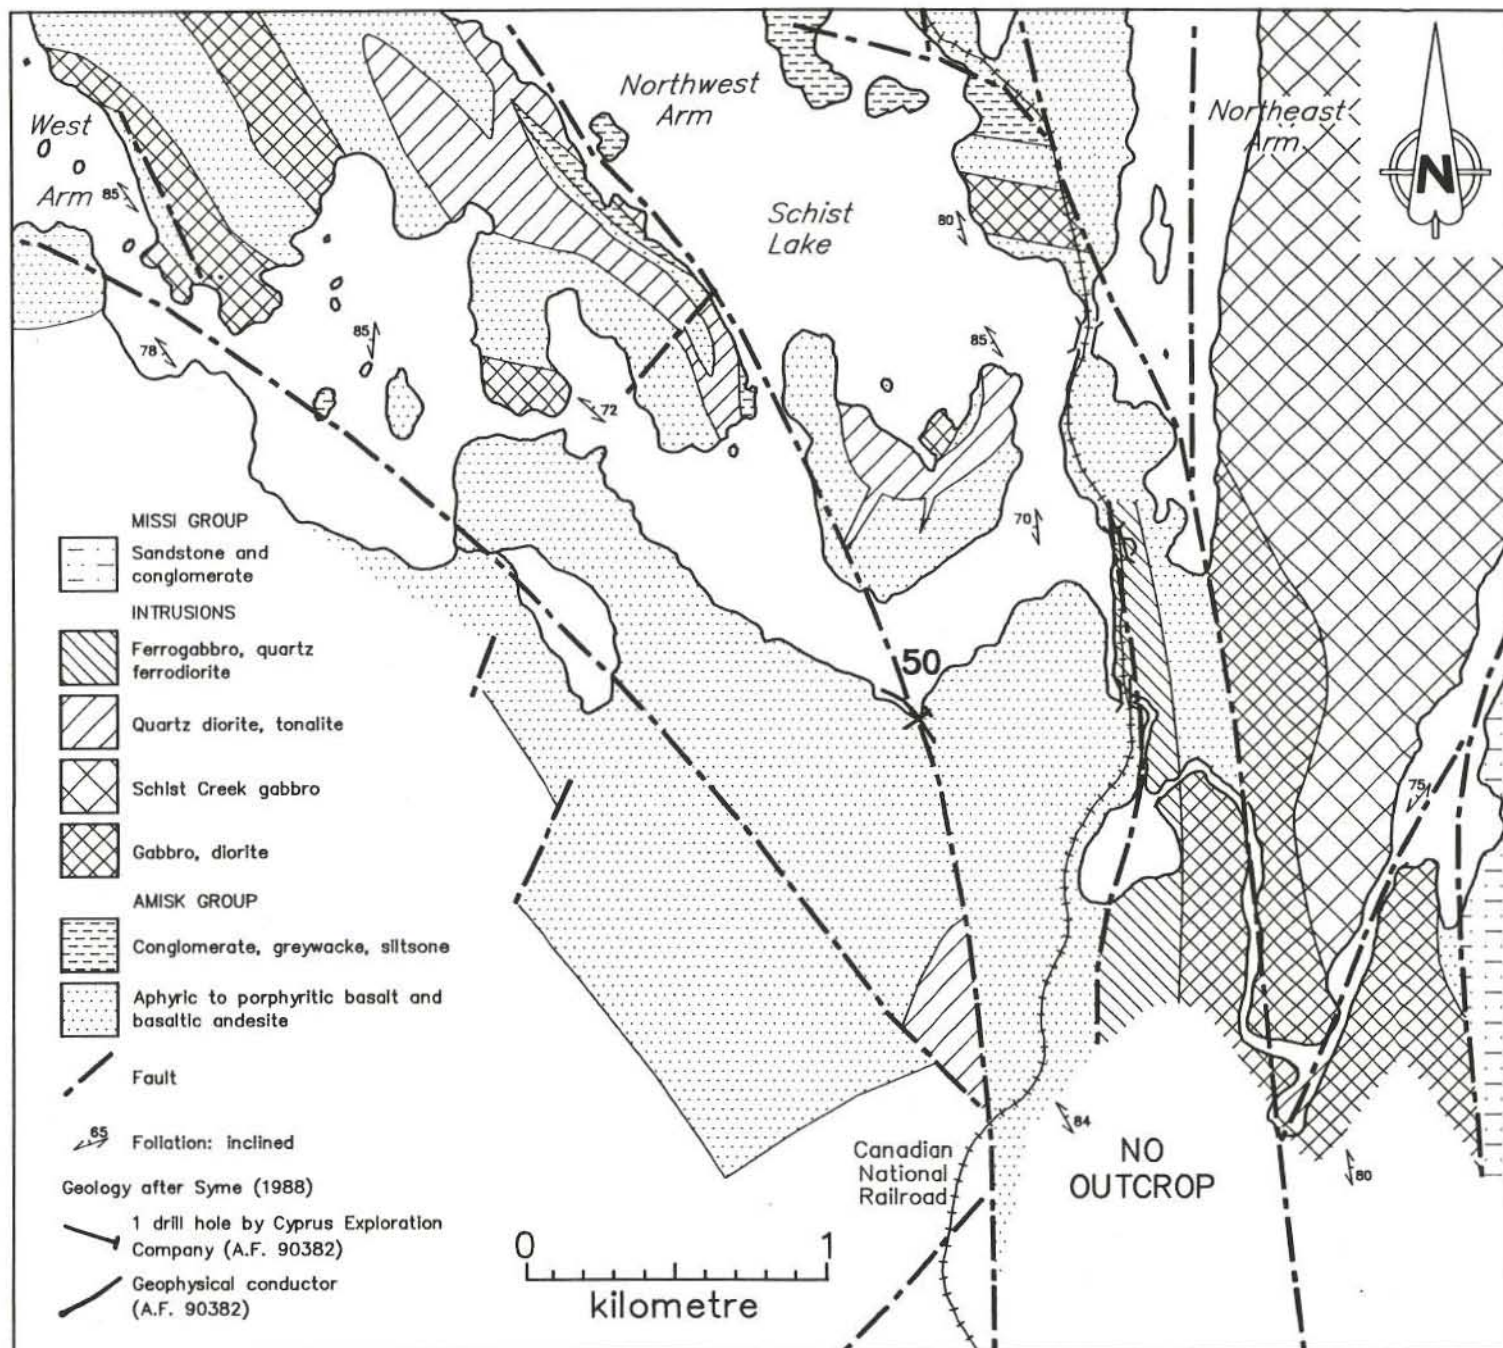 Northwest
Arm
West
Arm
Northeast
Arm
N
Schist
Lake
85
80
78
85
72
85
70
50
75
84
80
MISSI GROUP
Sandstone and
conglomerate
INTRUSIONS
Ferrogabbro, quartz
ferrodiorite
Quartz diorite, tonalite
Schist Creek gabbro
Gabbro, diorite
AMISK GROUP
Conglomerate, greywacke, siltsone
Aphyric to porphyritic basalt and
basaltic andesite
Fault
65
Foliation: inclined
Geology after Syme (1988)
1 drill hole by Cyprus Exploration
Company (A.F. 90382)
Geophysical conductor
(A.F. 90382)
Canadian
National
Railroad
NO
OUTCROP
0 1
kilometre